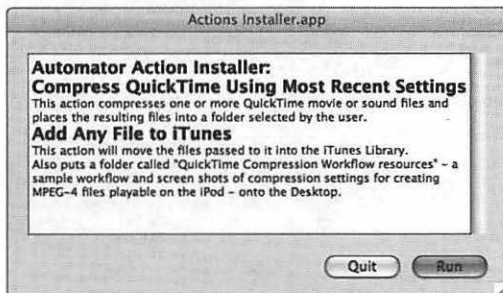 Actions Installer.app
Automator Action Installer:
Compress QuickTime Using Most Recent Settings
This action compresses one or more QuickTime movie or sound files and
places the resulting files into a folder selected by the user.
Add Any File to iTunes
This action will move the files passed to it into the iTunes Library.
Also puts a folder called "QuickTime Compression Workflow resources" – a
sample workflow and screen shots of compression settings for creating
MPEG-4 files playable on the iPod – onto the Desktop.
Quit
Run